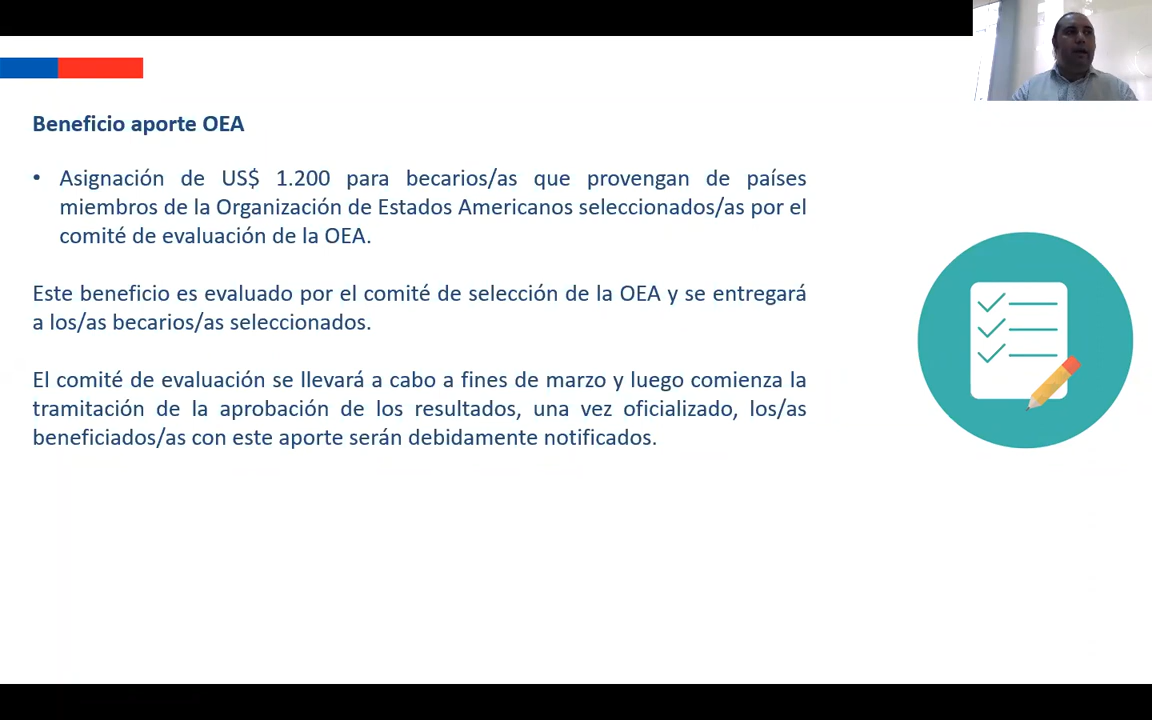 Beneficio aporte OEA
• Asignación de US$ 1.200 para becarios/as que provengan de países
miembros de la Organización de Estados Americanos seleccionados/as por el
comité de evaluación de la OEA.
Este beneficio es evaluado por el comité de selección de la OEA y se entregará
a los/as becarios/as seleccionados.
El comité de evaluación se llevará a cabo a fines de marzo y luego comienza la
tramitación de la aprobación de los resultados, una vez oficializado, los/as
beneficiados/as con este aporte serán debidamente notificados.